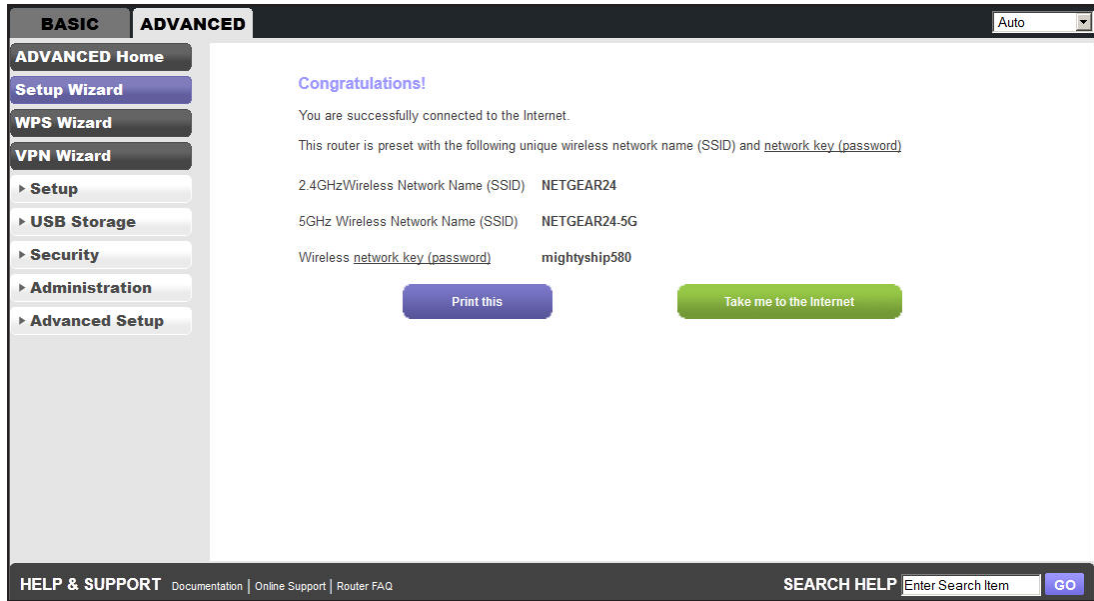 BASIC ADVANCED Auto
ADVANCED Home
Setup Wizard
WPS Wizard
VPN Wizard
Setup
USB Storage
Security
Administration
Advanced Setup
Congratulations!
You are successfully connected to the Internet.
This router is preset with the following unique wireless network name (SSID) and network key (password)
2.4GHzWireless Network Name (SSID) NETGEAR24
5GHz Wireless Network Name (SSID) NETGEAR24-5G
Wireless network key (password) mightyship580
Print this Take me to the Internet
HELP & SUPPORT Documentation | Online Support | Router FAQ SEARCH HELP Enter Search Item GO